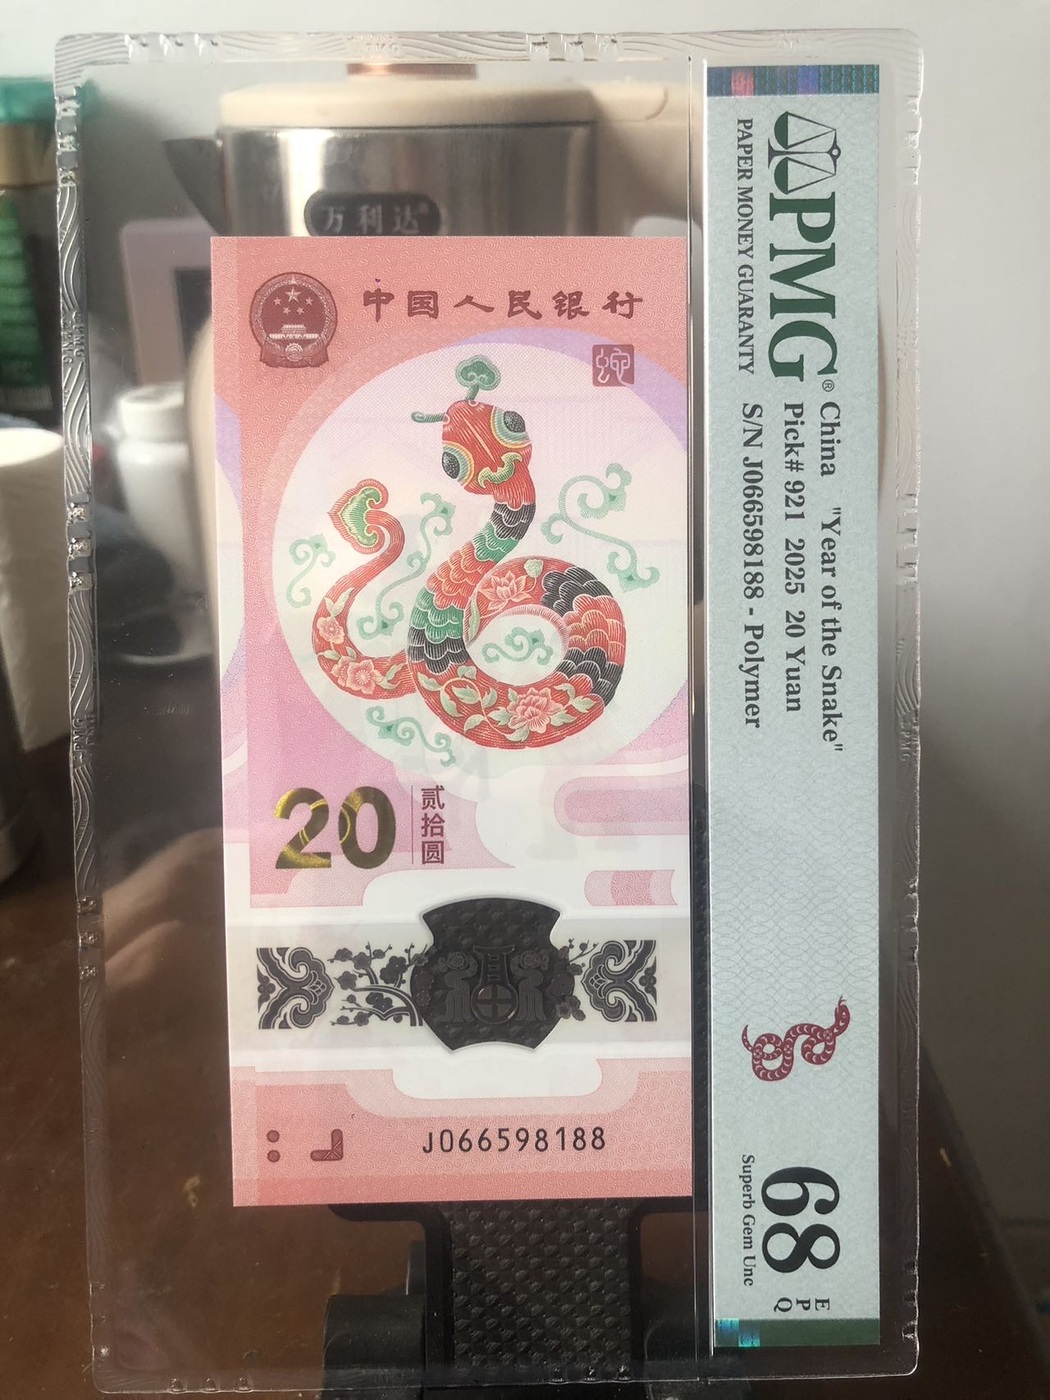 万利达
中国人民银行
20
贰拾圆
J066598188
PMG®
PAPER MONEY GUARANTY
China "Year of the Snake"
Pick# 921 2025 20 Yuan
S/N J066598188 - Polymer
68
EPQ
Superb Gem Unc